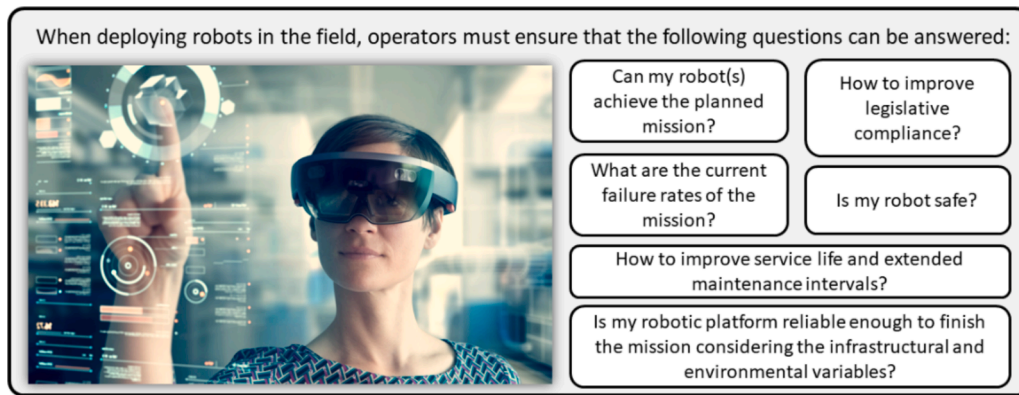 When deploying robots in the field, operators must ensure that the following questions can be answered:
Can my robot(s)
achieve the planned
mission?
How to improve
legislative
compliance?
What are the current
failure rates of the
mission?
Is my robot safe?
How to improve service life and extended
maintenance intervals?
Is my robotic platform reliable enough to finish
the mission considering the infrastructural and
environmental variables?